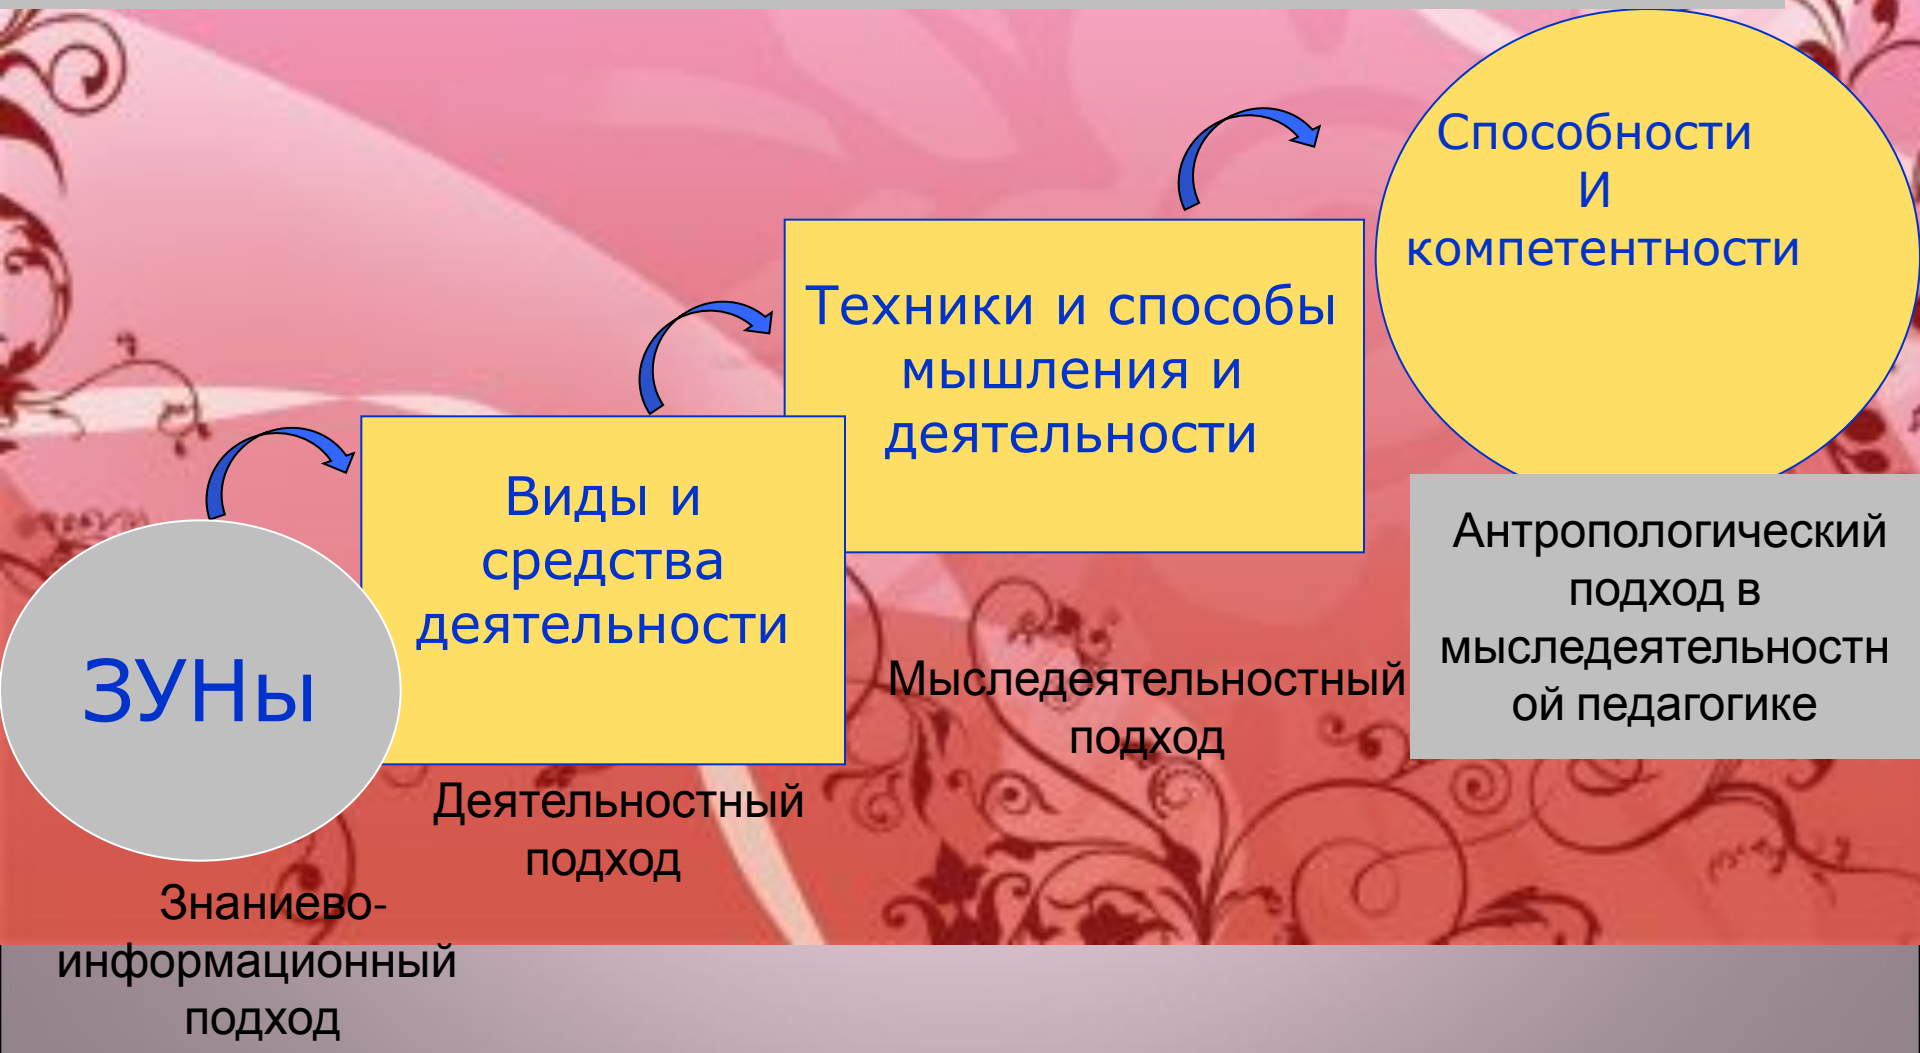 ЗУНы
Знаниево-
информационный
подход
Виды и
средства
деятельности
Деятельностный
подход
Техники и способы
мышления и
деятельности
Мыследеятельностный
подход
Способности
И
компетентности
Антропологический
подход в
мыследеятельностн
ой педагогике